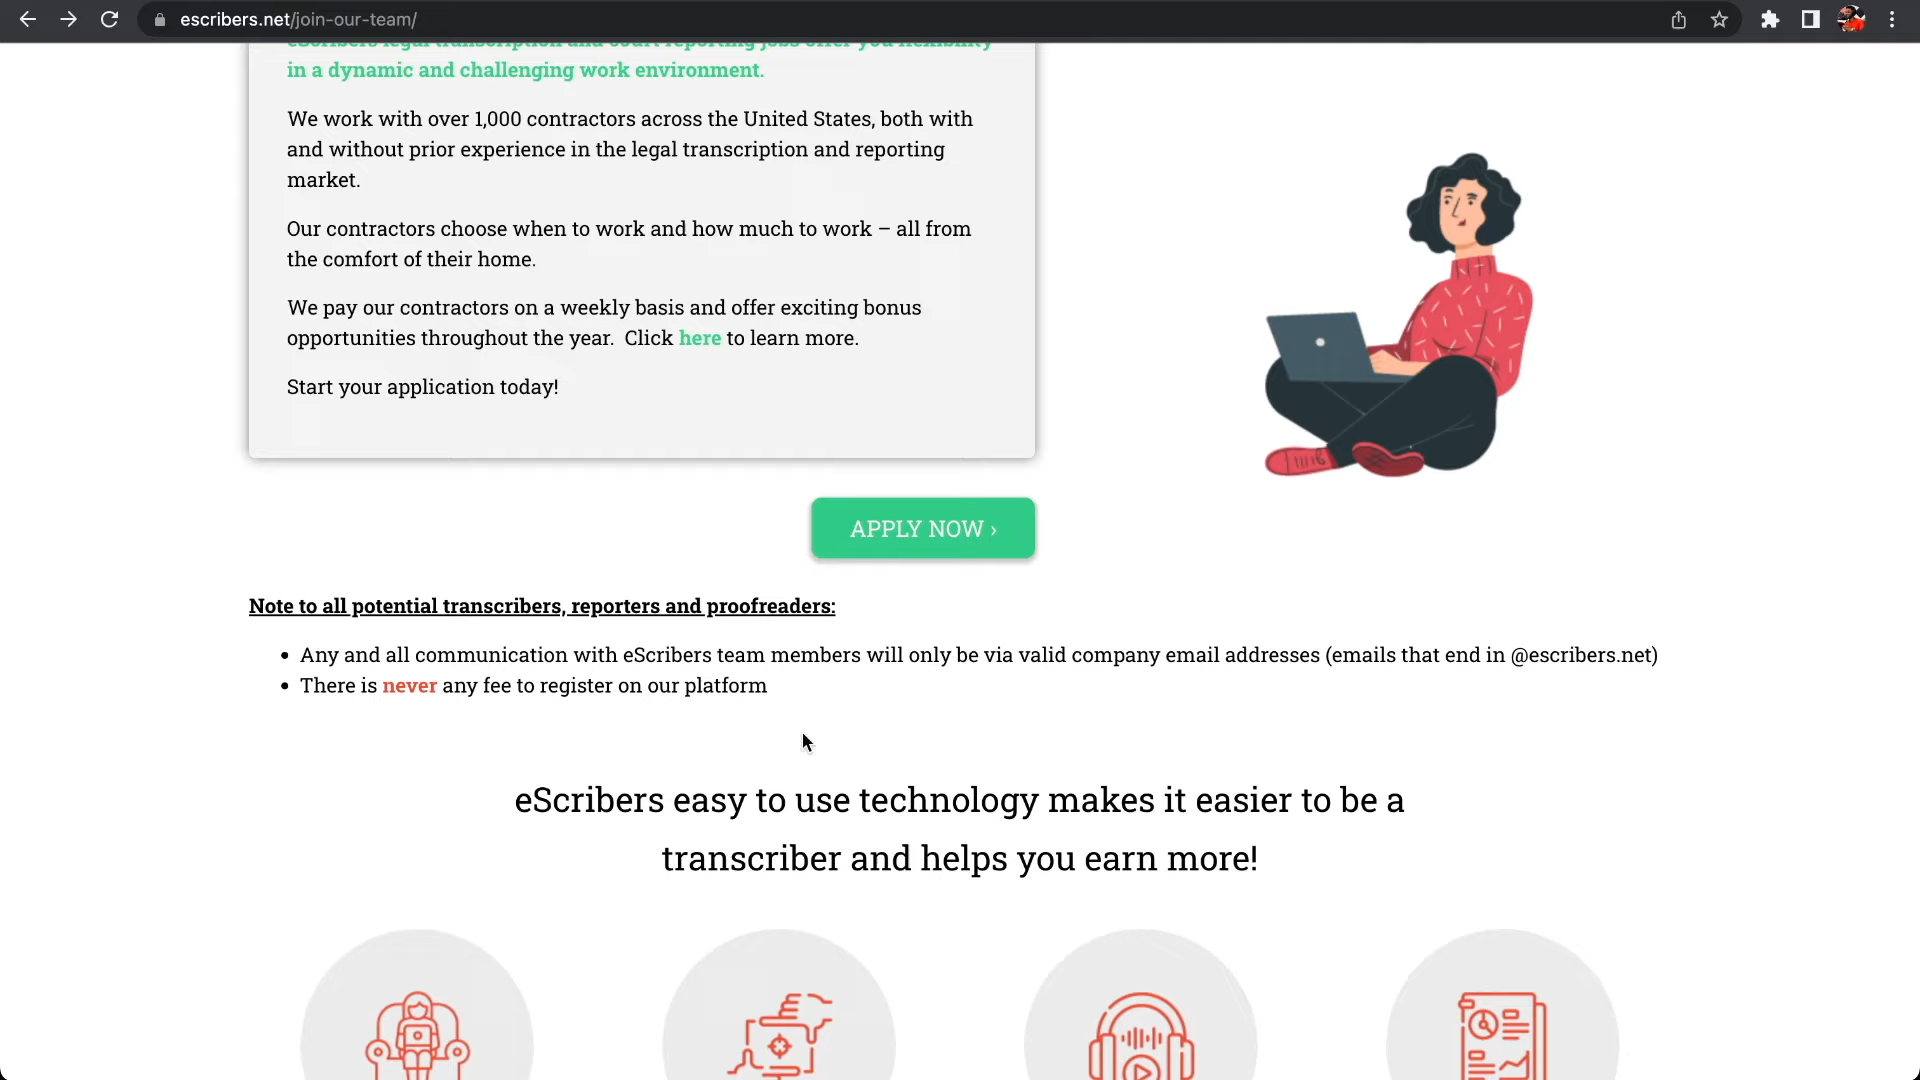 escribers.net/join-our-team/
eScribers legal transcription and court reporting jobs offer you flexibility
in a dynamic and challenging work environment.
We work with over 1,000 contractors across the United States, both with
and without prior experience in the legal transcription and reporting
market.
Our contractors choose when to work and how much to work – all from
the comfort of their home.
We pay our contractors on a weekly basis and offer exciting bonus
opportunities throughout the year.  Click here to learn more.
Start your application today!
APPLY NOW ›
Note to all potential transcribers, reporters and proofreaders:
• Any and all communication with eScribers team members will only be via valid company email addresses (emails that end in @escribers.net)
• There is never any fee to register on our platform
eScribers easy to use technology makes it easier to be a
transcriber and helps you earn more!